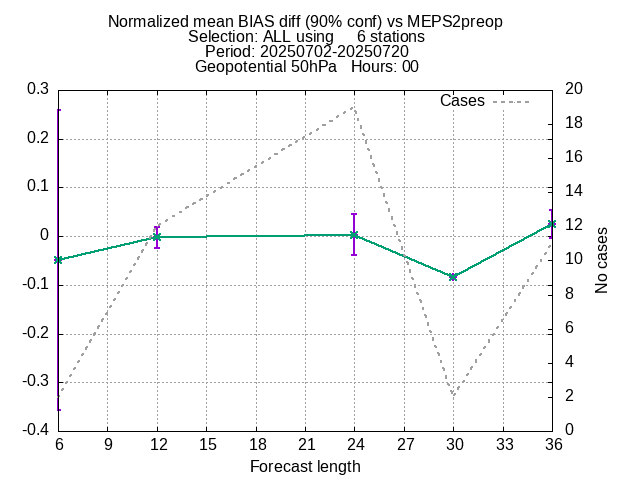 Normalized mean BIAS diff (90% conf) vs MEPS2preop
Selection: ALL using     6 stations
Period: 20250702-20250720
Geopotential 50hPa   Hours: 00
Cases
0.3
0.2
0.1
0
-0.1
-0.2
-0.3
-0.4
20
18
16
14
12
10
8
6
4
2
0
No cases
6 9 12 15 18 21 24 27 30 33 36
Forecast length